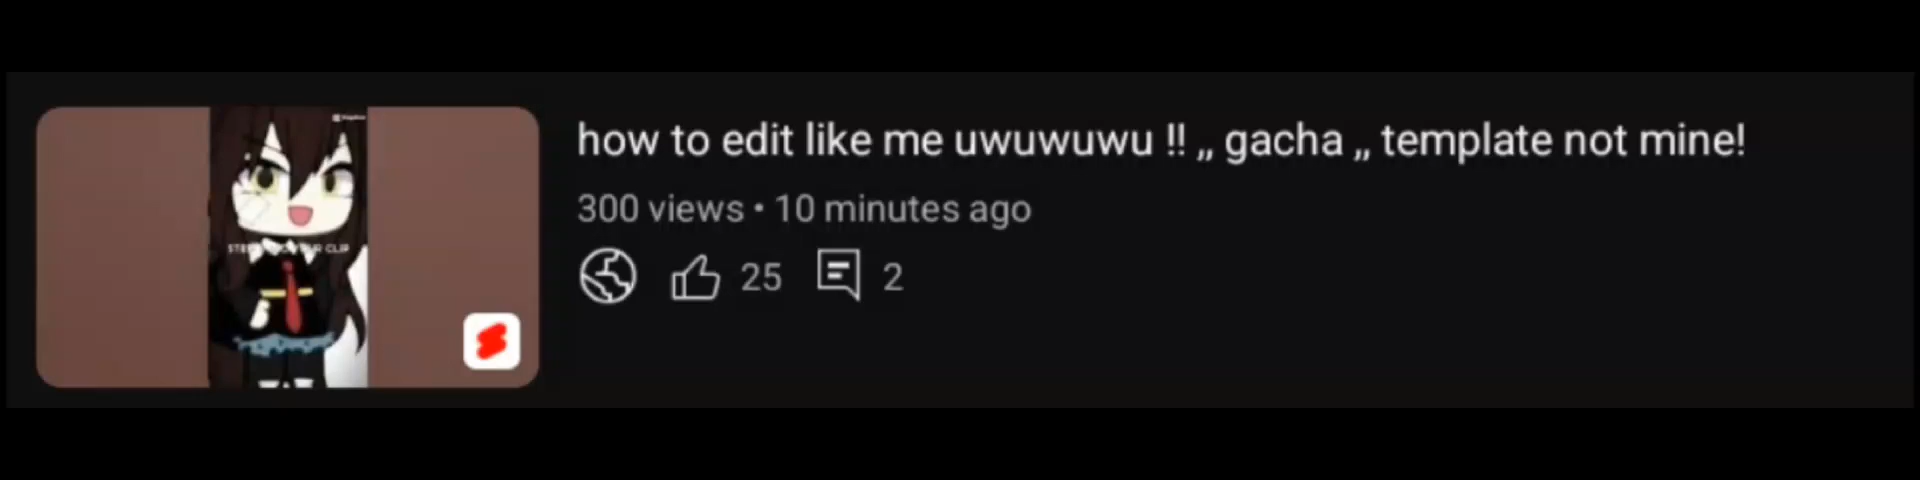 how to edit like me uwuwuwu !! ,, gacha ,, template not mine!
300 views • 10 minutes ago
25 2